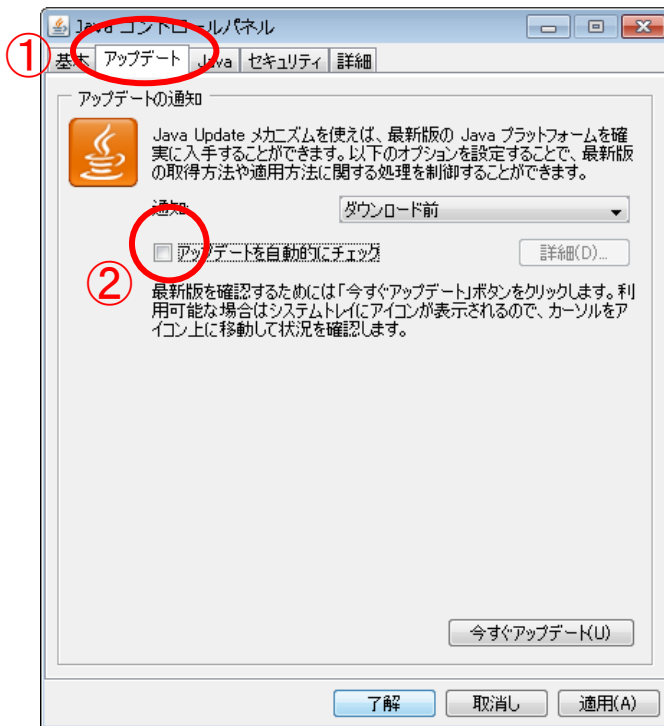 Java コントロールパネル
①
基本 アップデート Java セキュリティ 詳細
アップデートの通知
Java Update メカニズムを使えば、最新版の Java プラットフォームを確
実に入手することができます。以下のオプションを設定することで、最新版
の取得方法や適用方法に関する処理を制御することができます。
通知: ダウンロード前
アップデートを自動的にチェック 詳細(D)...
②
最新版を確認するためには「今すぐアップデート」ボタンをクリックします。利
用可能な場合はシステムトレイにアイコンが表示されるので、カーソルをア
イコン上に移動して状況を確認します。
今すぐアップデート(U)
了解 取消し 適用(A)